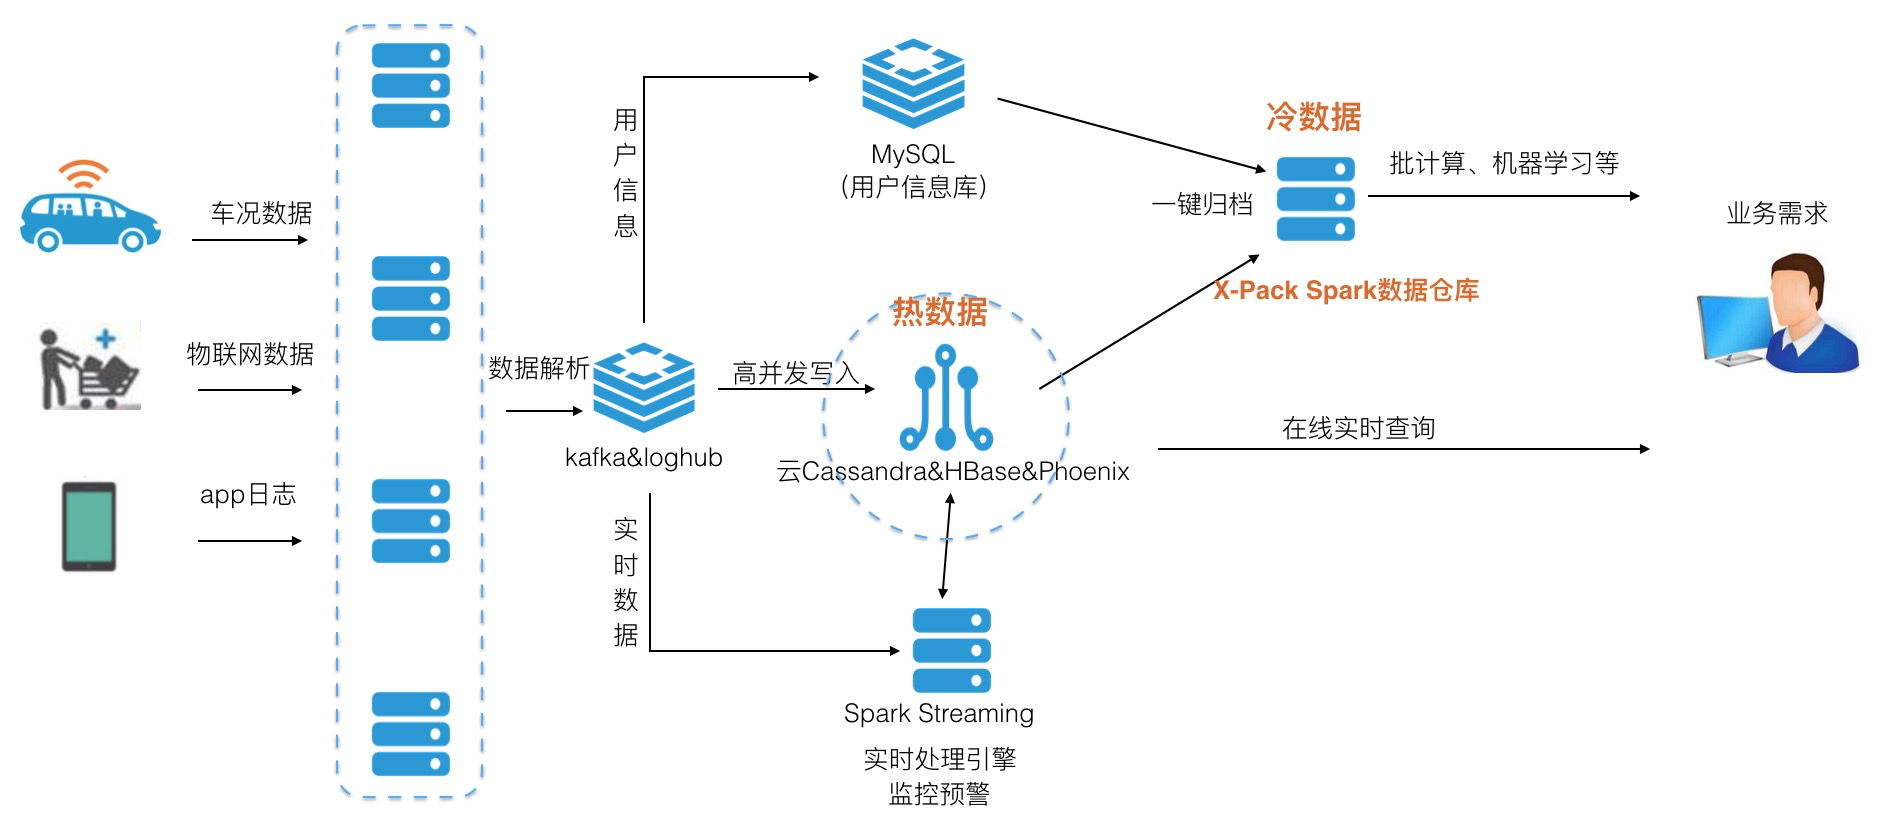 车况数据
物联网数据
app日志
数据解析
kafka&loghub
用户信息
高并发写入
实时数据
MySQL
（用户信息库）
热数据
云Cassandra&HBase&Phoenix
Spark Streaming
实时处理引擎
监控预警
冷数据
一键归档
X-Pack Spark数据仓库
批计算、机器学习等
在线实时查询
业务需求